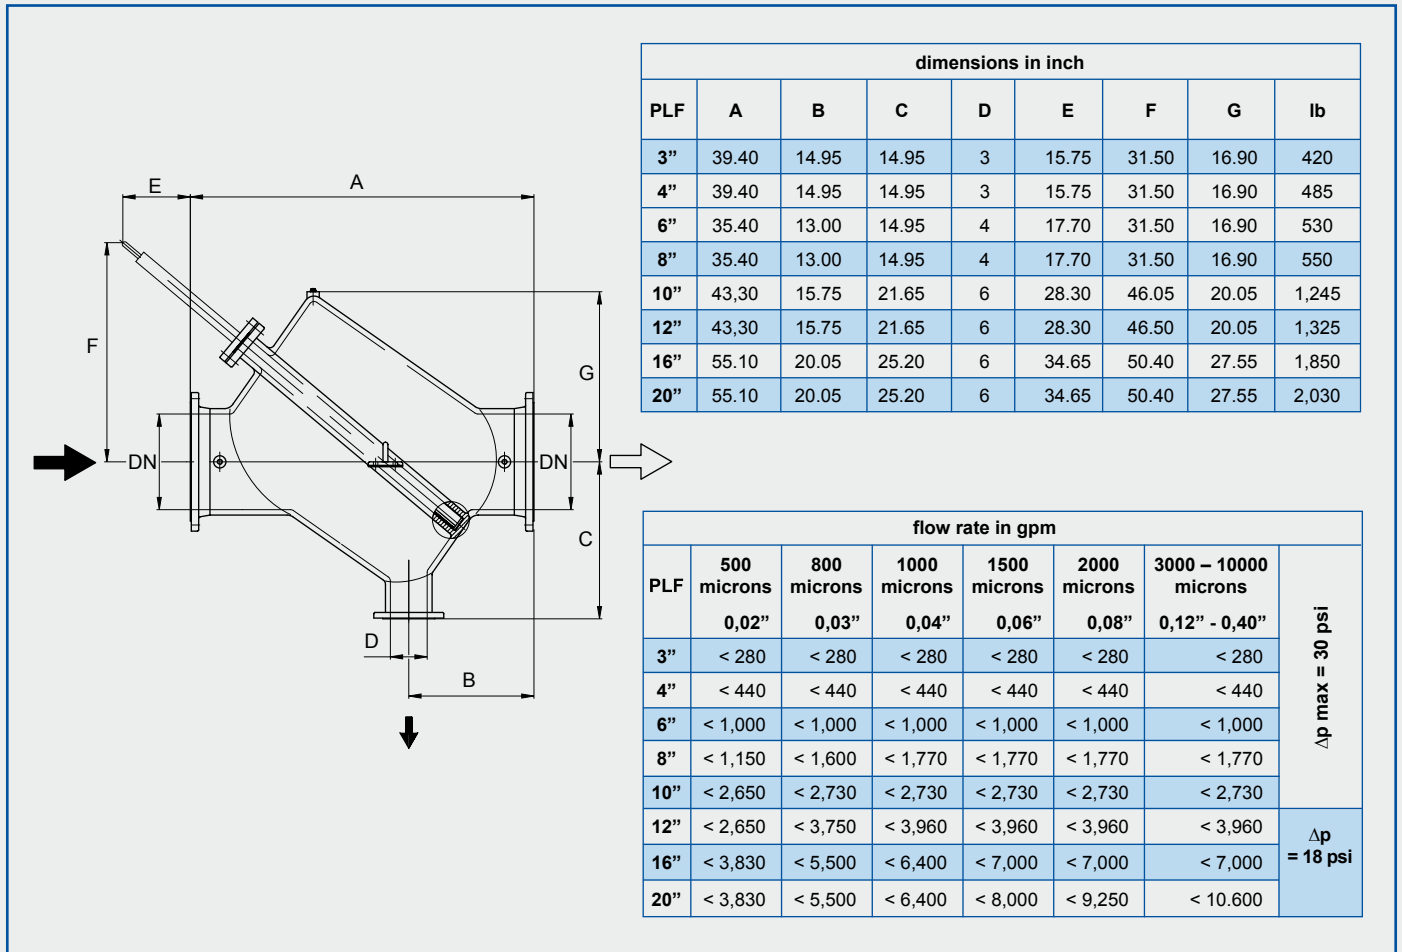 E
A
F
G
DN
DN
C
D
B
dimensions in inch
PLF A B C D E F G lb
3” 39.40 14.95 14.95 3 15.75 31.50 16.90 420
4” 39.40 14.95 14.95 3 15.75 31.50 16.90 485
6” 35.40 13.00 14.95 4 17.70 31.50 16.90 530
8” 35.40 13.00 14.95 4 17.70 31.50 16.90 550
10” 43,30 15.75 21.65 6 28.30 46.05 20.05 1,245
12” 43,30 15.75 21.65 6 28.30 46.50 20.05 1,325
16” 55.10 20.05 25.20 6 34.65 50.40 27.55 1,850
20” 55.10 20.05 25.20 6 34.65 50.40 27.55 2,030
flow rate in gpm
PLF 500 microns 800 microns 1000 microns 1500 microns 2000 microns 3000 – 10000 microns
0,02” 0,03” 0,04” 0,06” 0,08” 0,12” - 0,40”
3” < 280 < 280 < 280 < 280 < 280 < 280
4” < 440 < 440 < 440 < 440 < 440 < 440
6” < 1,000 < 1,000 < 1,000 < 1,000 < 1,000 < 1,000
8” < 1,150 < 1,600 < 1,770 < 1,770 < 1,770 < 1,770
10” < 2,650 < 2,730 < 2,730 < 2,730 < 2,730 < 2,730
12” < 2,650 < 3,750 < 3,960 < 3,960 < 3,960 < 3,960
16” < 3,830 < 5,500 < 6,400 < 7,000 < 7,000 < 7,000
20” < 3,830 < 5,500 < 6,400 < 8,000 < 9,250 < 10.600
Δp max = 30 psi
Δp
= 18 psi